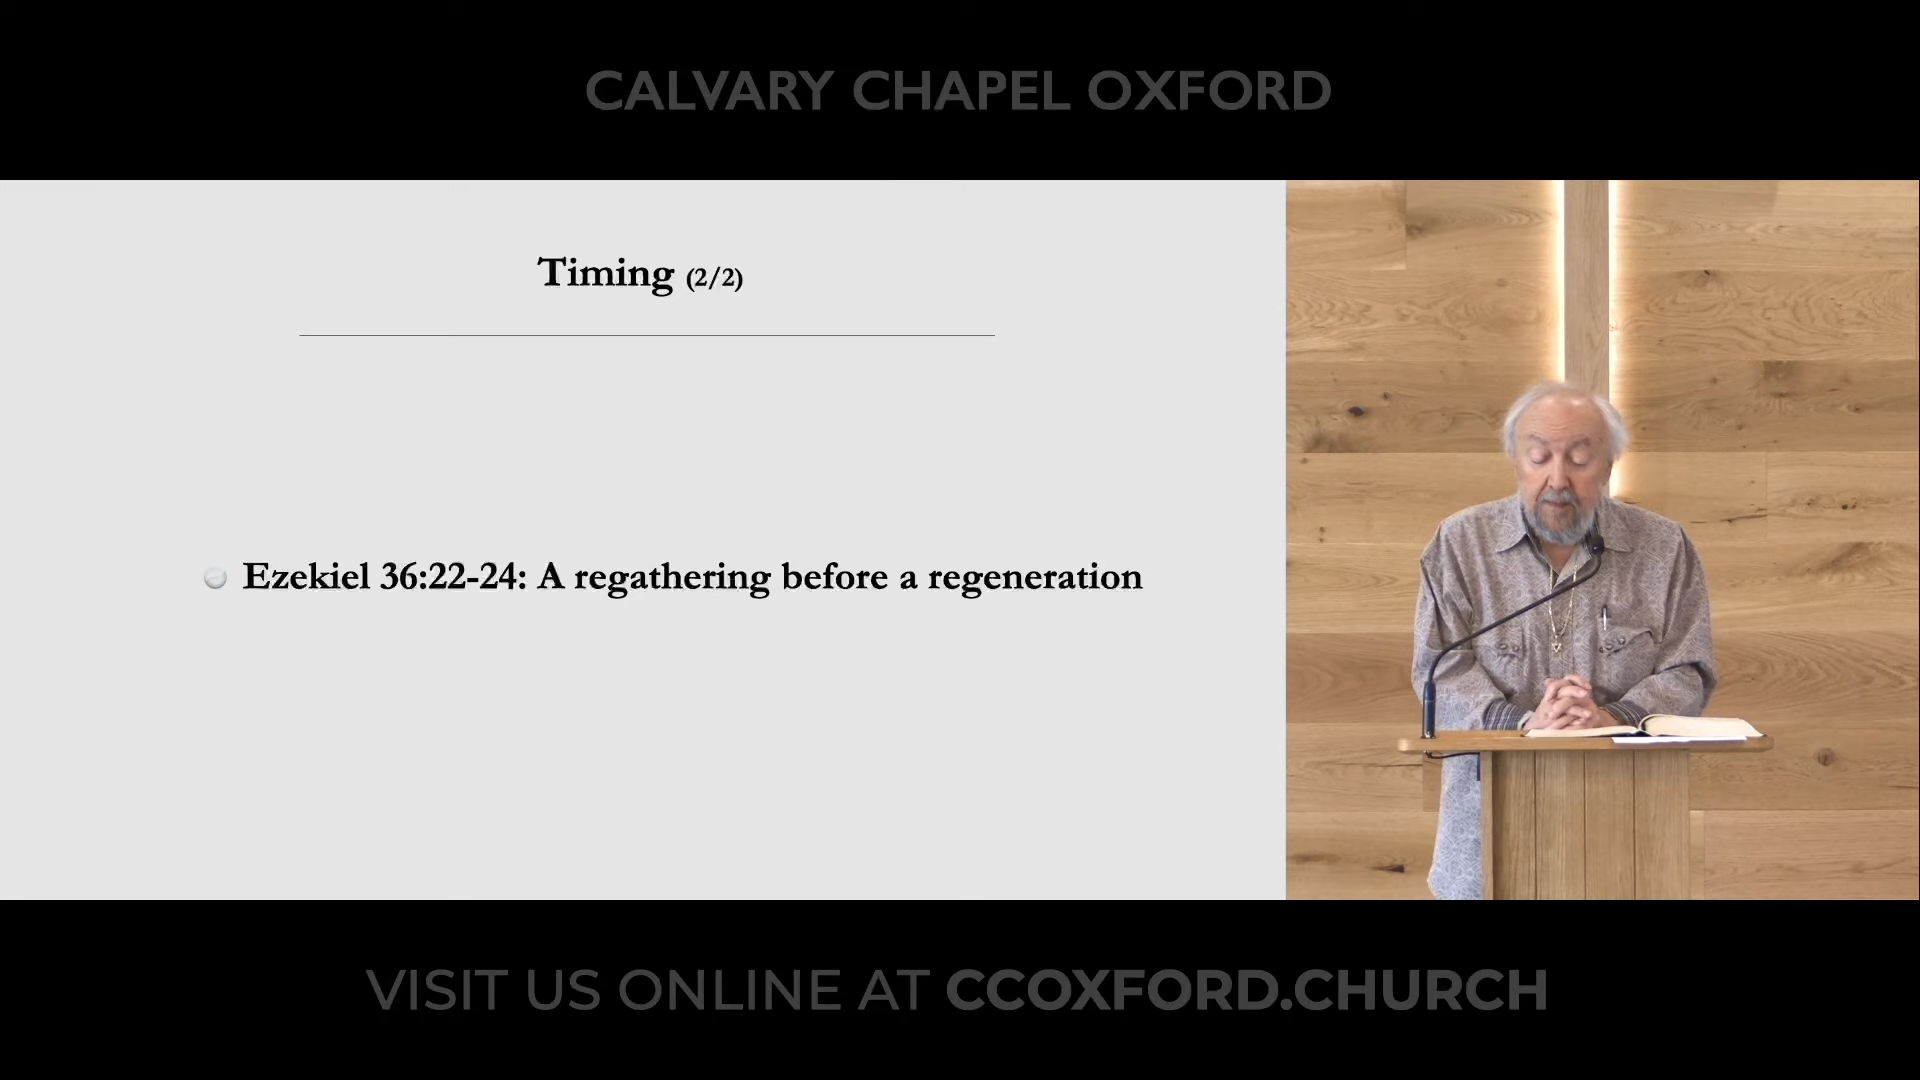 CALVARY CHAPEL OXFORD
Timing (2/2)
Ezekiel 36:22-24: A regathering before a regeneration
VISIT US ONLINE AT CCOXFORD.CHURCH